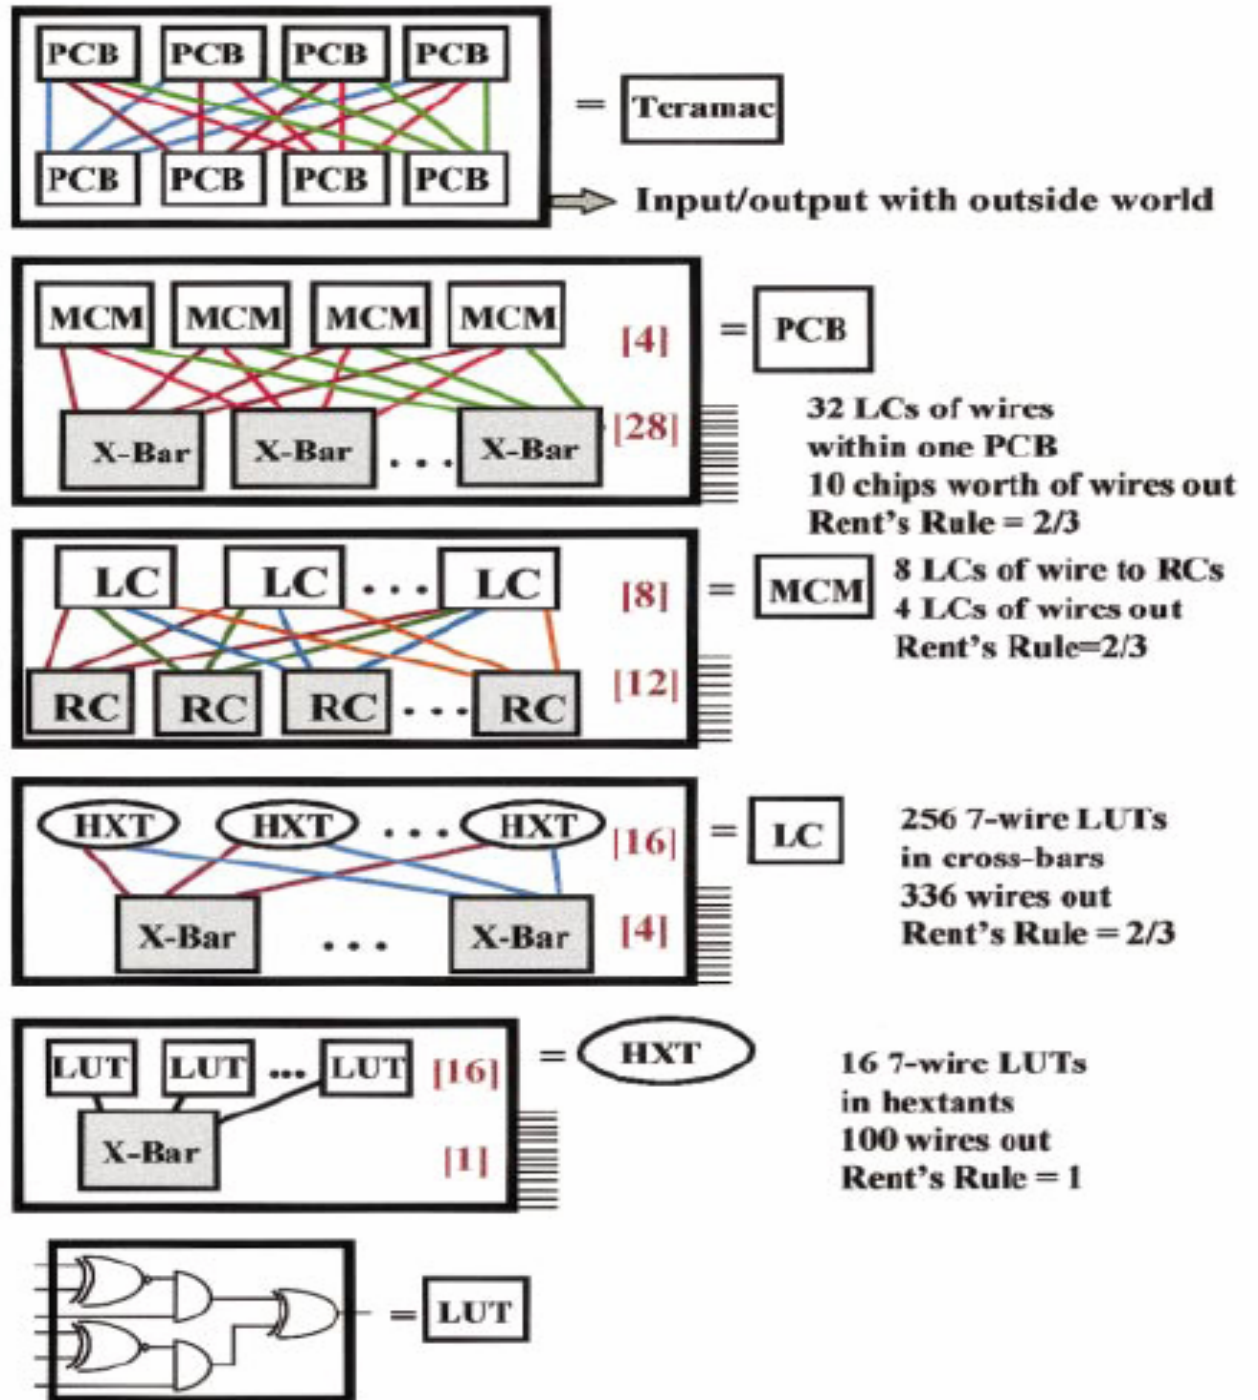 PCB PCB PCB PCB
PCB PCB PCB PCB
= Teramac
Input/output with outside world
MCM MCM MCM MCM [4]
X-Bar X-Bar ... X-Bar [28]
= PCB
32 LCs of wires
within one PCB
10 chips worth of wires out
Rent's Rule = 2/3
LC LC ... LC [8]
RC RC RC ... RC [12]
= MCM
8 LCs of wire to RCs
4 LCs of wires out
Rent's Rule=2/3
HXT HXT ... HXT [16]
X-Bar ... X-Bar [4]
= LC
256 7-wire LUTs
in cross-bars
336 wires out
Rent's Rule = 2/3
LUT LUT ... LUT [16]
X-Bar [1]
= HXT
16 7-wire LUTs
in hextants
100 wires out
Rent's Rule = 1
= LUT